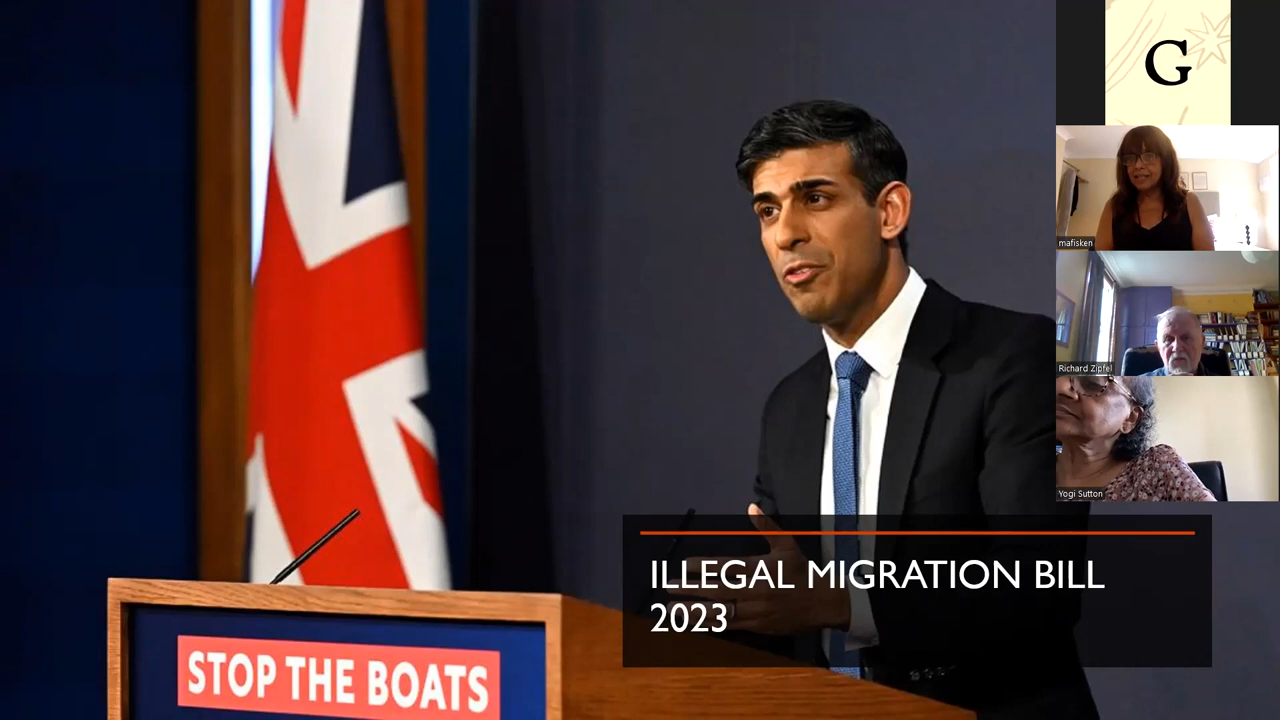 G
mafisken
Richard Zipfel
Yogi Sutton
ILLEGAL MIGRATION BILL
2023
STOP THE BOATS